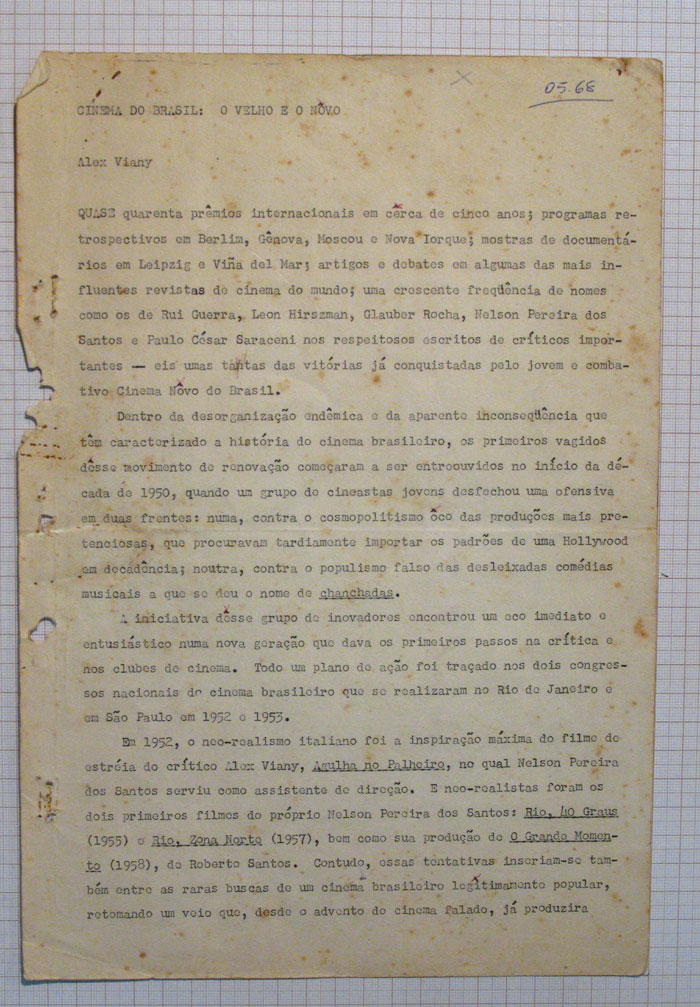 05.68
CINEMA DO BRASIL: O VELHO E O NÔVO
Alex Viany
QUASE quarenta prêmios internacionais em cêrca de cinco anos; programas re-
trospectivos em Berlim, Gênova, Moscou e Nova Iorque; mostras de documentá-
rios em Leipzig e Viña del Mar; artigos e debates em algumas das mais in-
fluentes revistas de cinema do mundo; uma crescente freqüência de nomes
como os de Rui Guerra, Leon Hirszman, Glauber Rocha, Nelson Pereira dos
Santos e Paulo César Saraceni nos respeitosos escritos de críticos impor-
tantes — eis umas tantas das vitórias já conquistadas pelo jovem e comba-
tivo Cinema Nôvo do Brasil.
Dentro da desorganização endêmica e da aparente inconseqüência que
têm caracterizado a história do cinema brasileiro, os primeiros vagidos
dêsse movimento de renovação começaram a ser entreouvidos no início da dé-
cada de 1950, quando um grupo de cineastas jovens desfechou uma ofensiva
em duas frentes: numa, contra o cosmopolitismo ôco das produções mais pre-
tenciosas, que procuravam tardiamente importar os padrões de uma Hollywood
em decadência; noutra, contra o populismo falso das desleixadas comédias
musicais a que se deu o nome de chanchadas.
A iniciativa dêsse grupo de inovadores encontrou um eco imediato e
entusiástico numa nova geração que dava os primeiros passos na crítica e
nos clubes de cinema. Todo um plano de ação foi traçado nos dois congres-
sos nacionais do cinema brasileiro que se realizaram no Rio de Janeiro e
em São Paulo em 1952 e 1953.
Em 1952, o neo-realismo italiano foi a inspiração máxima do filme de
estréia do crítico Alex Viany, Agulha no Palheiro, no qual Nelson Pereira
dos Santos serviu como assistente de direção. E neo-realistas foram os
dois primeiros filmes do próprio Nelson Pereira dos Santos: Rio, 40 Graus
(1955) e Rio, Zona Norte (1957), bem como sua produção de O Grande Momen-
to (1958), de Roberto Santos. Contudo, essas tentativas inseriam-se tam-
bém entre as raras buscas de um cinema brasileiro legìtimamente popular,
retomando um veio que, desde o advento do cinema falado, já produzira